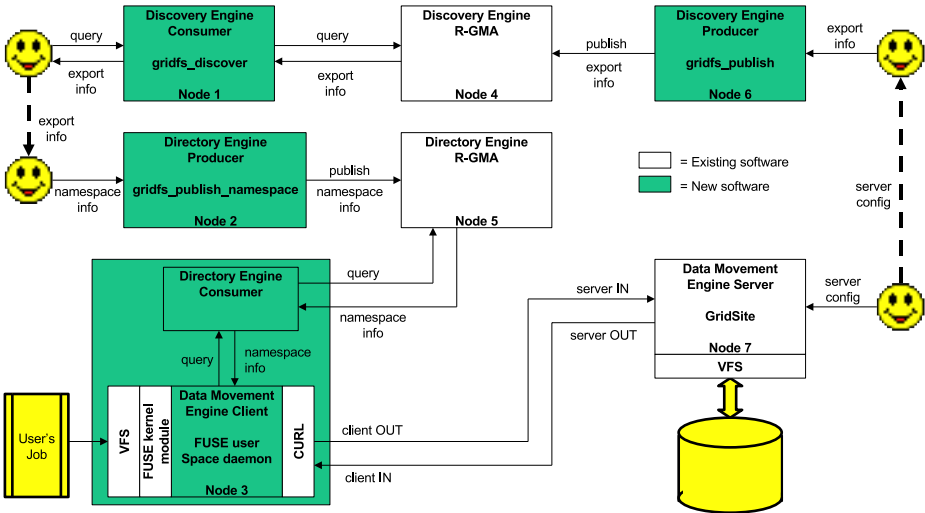 Discovery Engine
Consumer
gridfs_discover
Node 1
query
export
info
query
export
info
Discovery Engine
R-GMA
Node 4
publish
export
info
Discovery Engine
Producer
gridfs_publish
Node 6
export
info
export
info
Directory Engine
Producer
gridfs_publish_namespace
Node 2
namespace
info
publish
namespace
info
Directory Engine
R-GMA
Node 5
= Existing software
= New software
server
config
Directory Engine
Consumer
query
namespace
info
query
namespace
info
User's
Job
VFS
FUSE kernel
module
Data Movement
Engine Client
FUSE user
Space daemon
Node 3
CURL
client OUT
client IN
server IN
server OUT
Data Movement
Engine Server
GridSite
Node 7
VFS
server
config